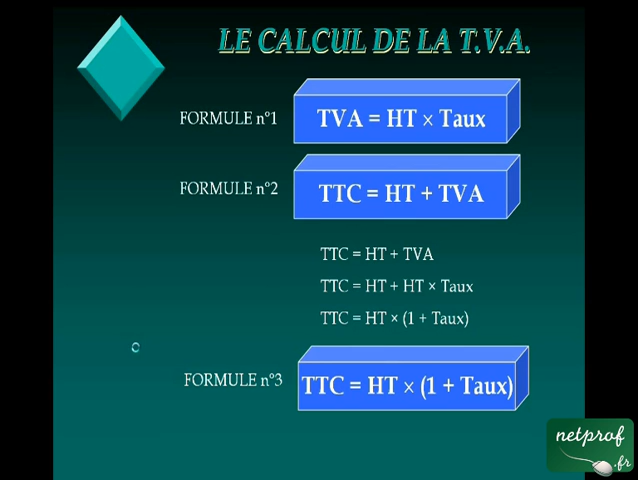 LE CALCUL DE LA T.V.A.
FORMULE n°1
TVA = HT × Taux
FORMULE n°2
TTC = HT + TVA
TTC = HT + TVA
TTC = HT + HT × Taux
TTC = HT × (1 + Taux)
FORMULE n°3
TTC = HT × (1 + Taux)
netprof
.fr